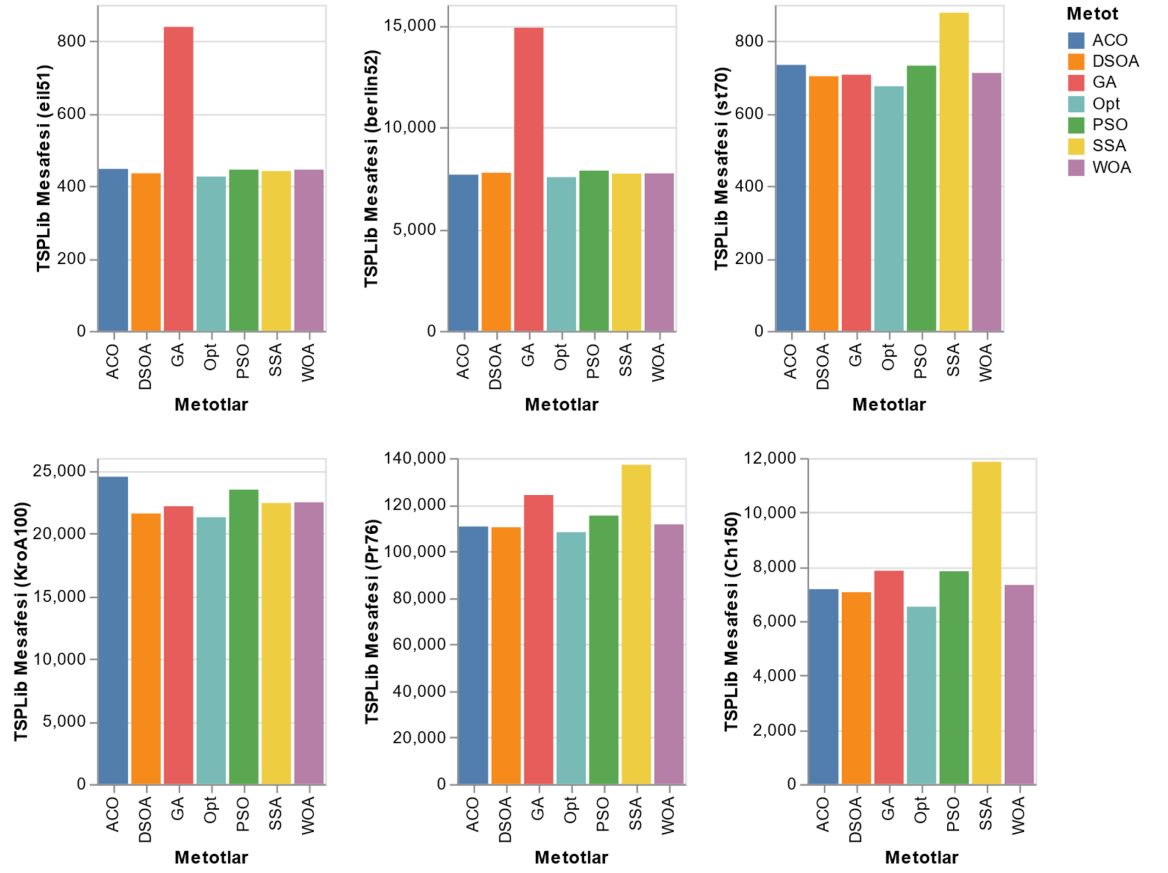 TSPLib Mesafesi (eil51)
800
600
400
200
0
ACO
DSOA
GA
Opt
PSO
SSA
WOA
Metotlar
TSPLib Mesafesi (berlin52)
15,000
10,000
5,000
0
ACO
DSOA
GA
Opt
PSO
SSA
WOA
Metotlar
TSPLib Mesafesi (st70)
800
600
400
200
0
ACO
DSOA
GA
Opt
PSO
SSA
WOA
Metotlar
Metot
ACO
DSOA
GA
Opt
PSO
SSA
WOA
TSPLib Mesafesi (KroA100)
25,000
20,000
15,000
10,000
5,000
0
ACO
DSOA
GA
Opt
PSO
SSA
WOA
Metotlar
TSPLib Mesafesi (Pr76)
140,000
120,000
100,000
80,000
60,000
40,000
20,000
0
ACO
DSOA
GA
Opt
PSO
SSA
WOA
Metotlar
TSPLib Mesafesi (Ch150)
12,000
10,000
8,000
6,000
4,000
2,000
0
ACO
DSOA
GA
Opt
PSO
SSA
WOA
Metotlar